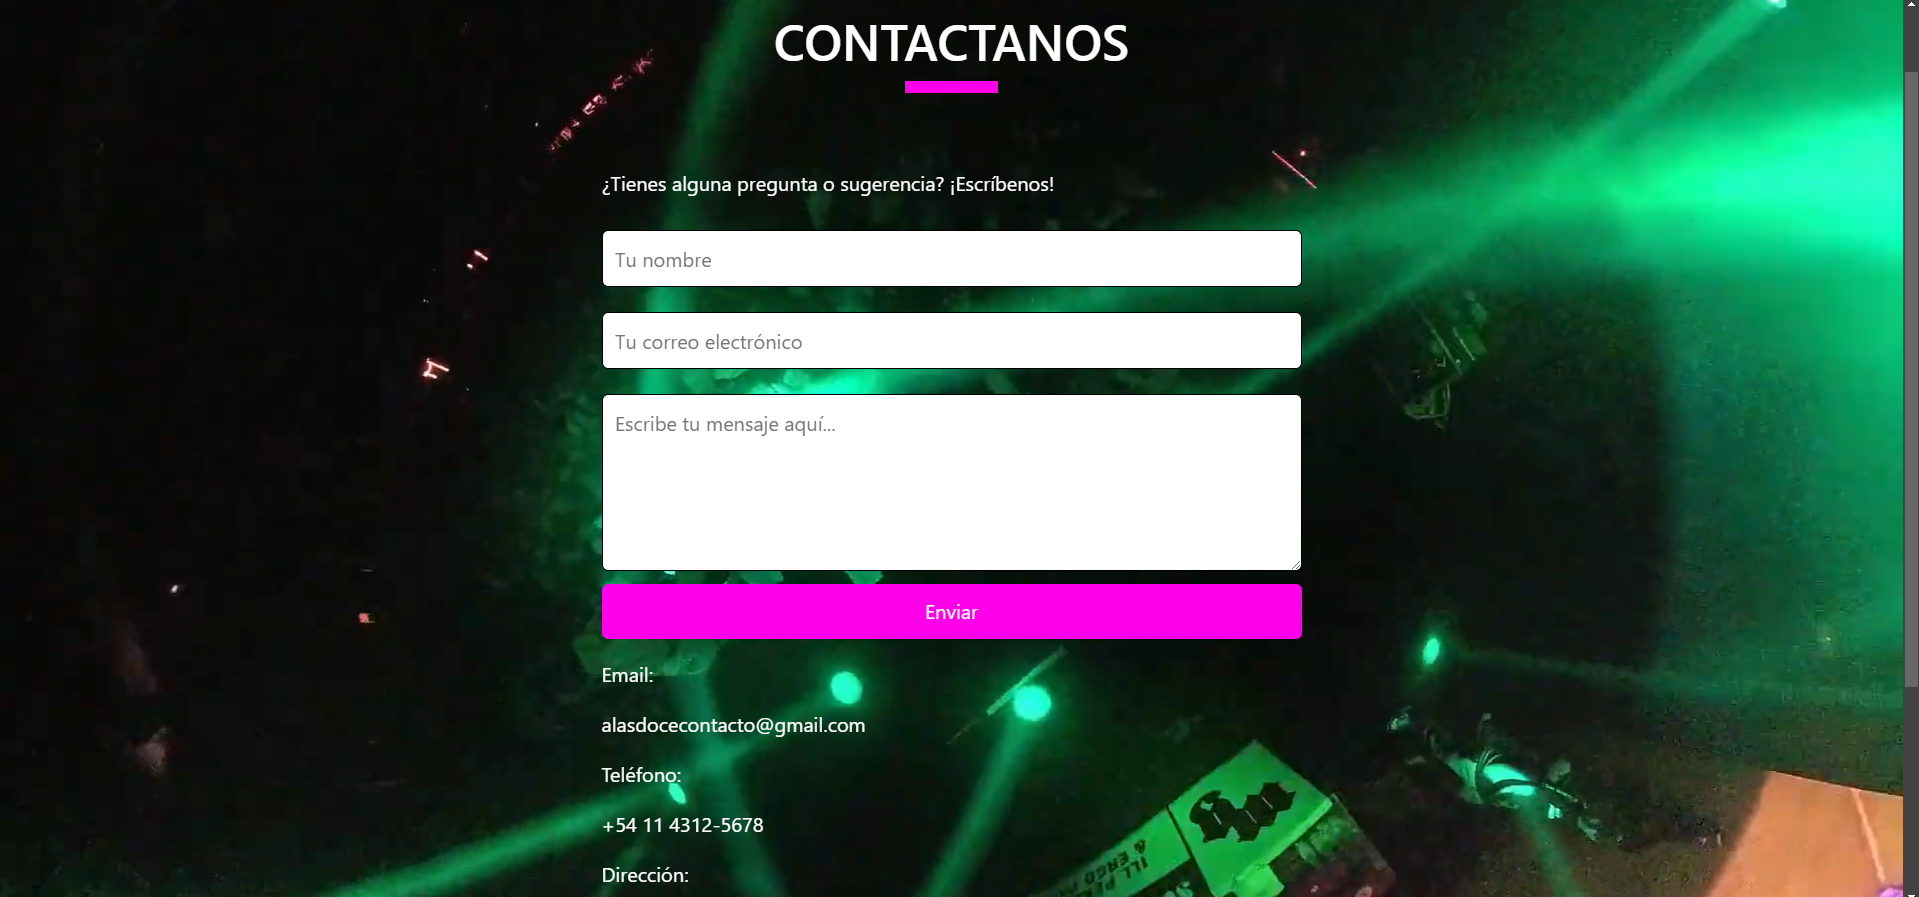 CONTACTANOS
¿Tienes alguna pregunta o sugerencia? ¡Escríbenos!
Tu nombre
Tu correo electrónico
Escribe tu mensaje aquí...
Enviar
Email:
alasdocecontacto@gmail.com
Teléfono:
+54 11 4312-5678
Dirección: